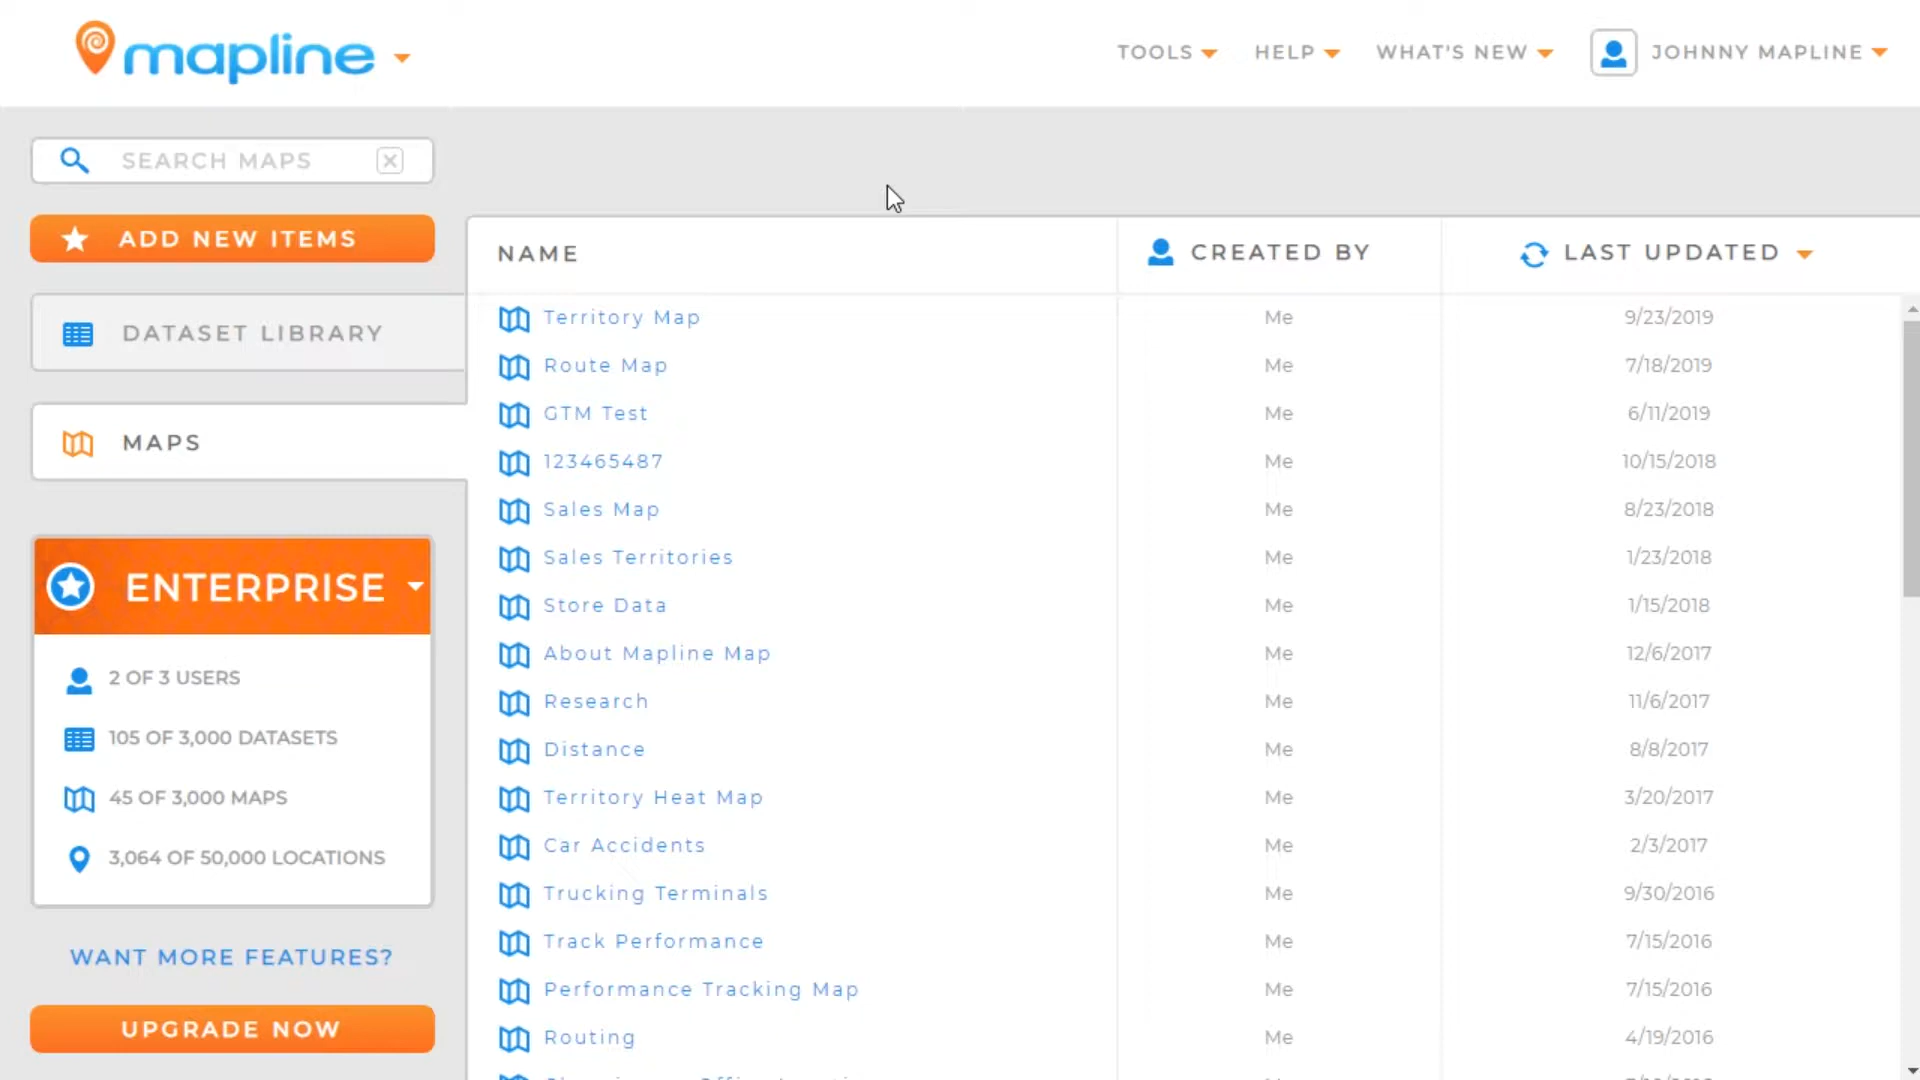 mapline
TOOLS
HELP
WHAT'S NEW
JOHNNY MAPLINE
SEARCH MAPS
ADD NEW ITEMS
DATASET LIBRARY
MAPS
ENTERPRISE
2 OF 3 USERS
105 OF 3,000 DATASETS
45 OF 3,000 MAPS
3,064 OF 50,000 LOCATIONS
WANT MORE FEATURES?
UPGRADE NOW
NAME CREATED BY LAST UPDATED
Territory Map Me 9/23/2019
Route Map Me 7/18/2019
GTM Test Me 6/11/2019
123465487 Me 10/15/2018
Sales Map Me 8/23/2018
Sales Territories Me 1/23/2018
Store Data Me 1/15/2018
About Mapline Map Me 12/6/2017
Research Me 11/6/2017
Distance Me 8/8/2017
Territory Heat Map Me 3/20/2017
Car Accidents Me 2/3/2017
Trucking Terminals Me 9/30/2016
Track Performance Me 7/15/2016
Performance Tracking Map Me 7/15/2016
Routing Me 4/19/2016